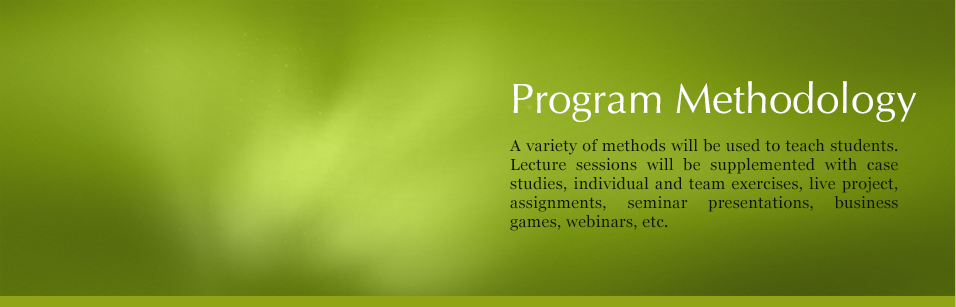 Program Methodology
A variety of methods will be used to teach students.
Lecture sessions will be supplemented with case
studies, individual and team exercises, live project,
assignments, seminar presentations, business
games, webinars, etc.